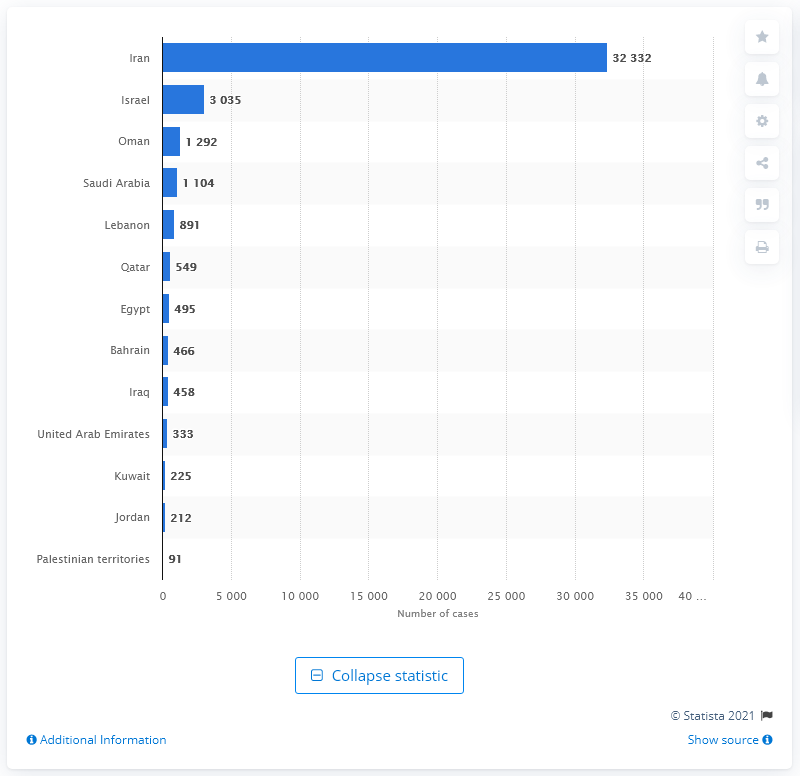 Iran 32 332
Israel 3 035
Oman 1 292
Saudi Arabia 1 104
Lebanon 891
Qatar 549
Egypt 495
Bahrain 466
Iraq 458
United Arab Emirates 333
Kuwait 225
Jordan 212
Palestinian territories 91
0 5 000 10 000 15 000 20 000 25 000 30 000 35 000 40 ...
Number of cases
Collapse statistic
© Statista 2021
Additional Information Show source